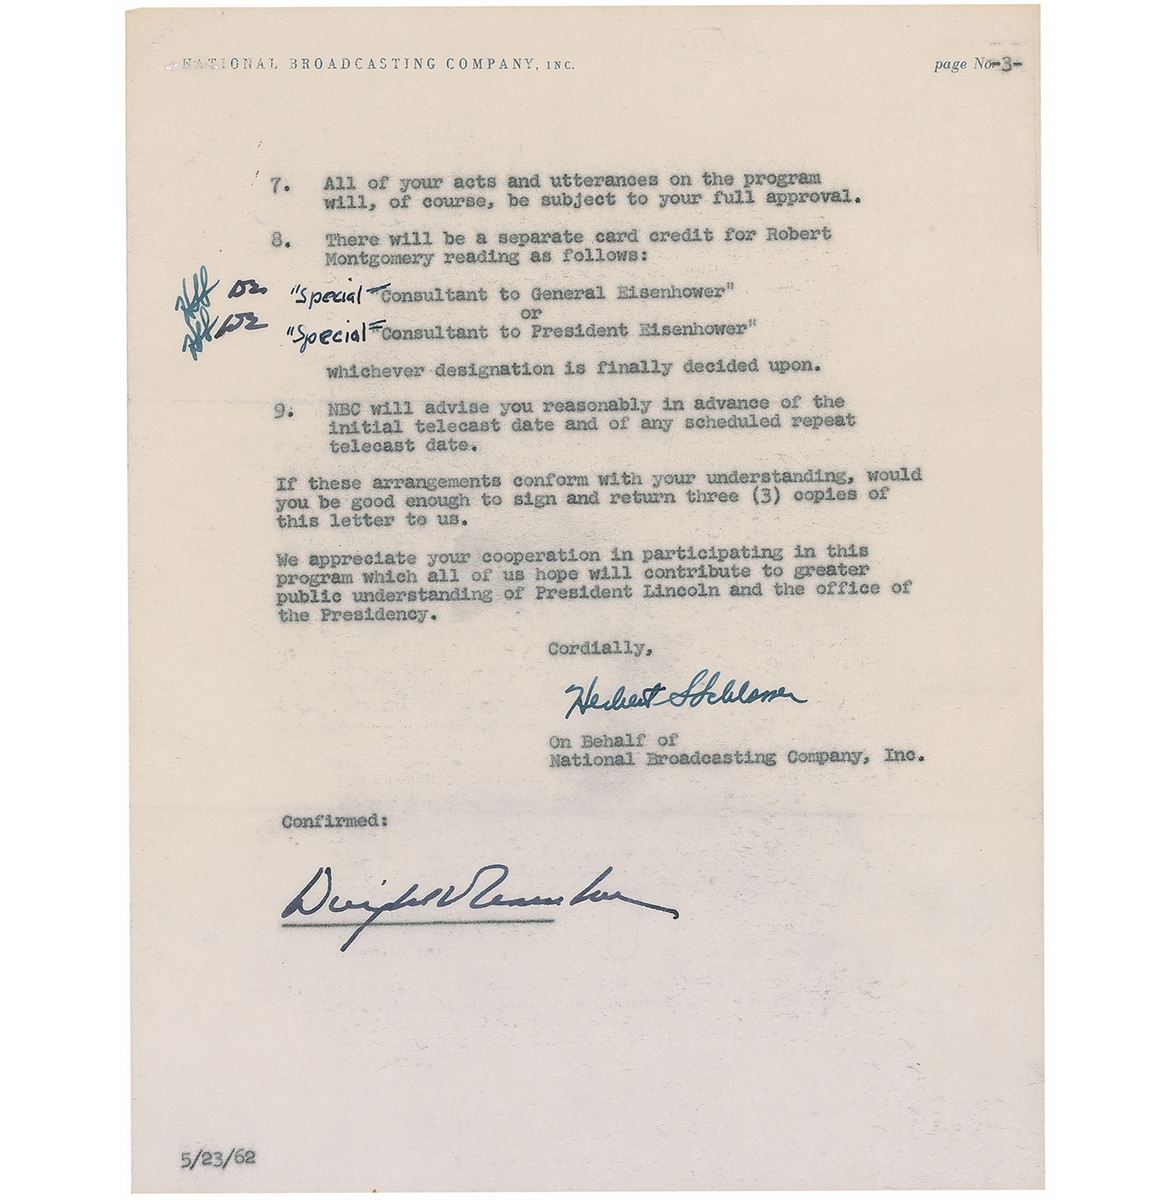 NATIONAL BROADCASTING COMPANY, INC. page No. -3-
7. All of your acts and utterances on the program
will, of course, be subject to your full approval.
8. There will be a separate card credit for Robert
Montgomery reading as follows:
"Special Consultant to General Eisenhower"
or
"Special Consultant to President Eisenhower"
whichever designation is finally decided upon.
9. NBC will advise you reasonably in advance of the
initial telecast date and of any scheduled repeat
telecast date.
If these arrangements conform with your understanding, would
you be good enough to sign and return three (3) copies of
this letter to us.
We appreciate your cooperation in participating in this
program which all of us hope will contribute to greater
public understanding of President Lincoln and the office of
the Presidency.
Cordially,
Herbert S Schlosser
On Behalf of
National Broadcasting Company, Inc.
Confirmed:
Dwight D Eisenhower
5/23/62